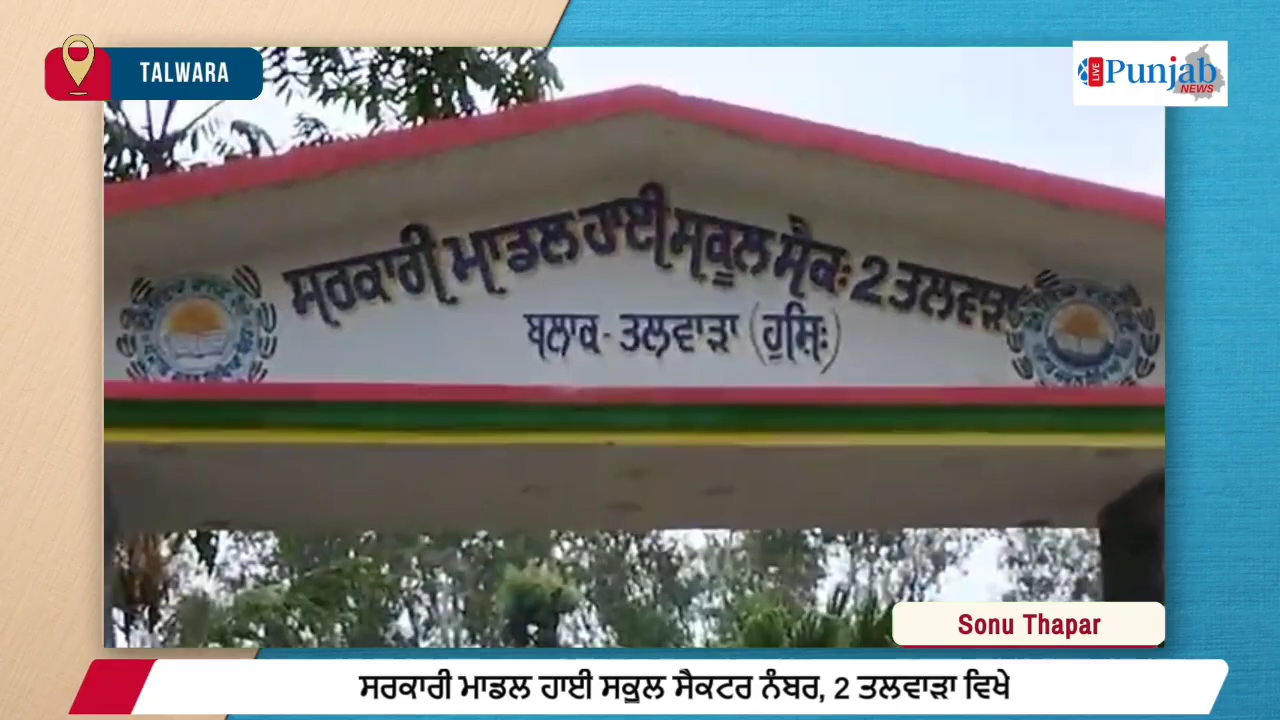 TALWARA
LIVE
Punjab
NEWS
ਸਰਕਾਰੀ ਮਾਡਲ ਹਾਈ ਸਕੂਲ ਸੈਕ: 2 ਤਲਵਾੜਾ
ਬਲਾਕ- ਤਲਵਾੜਾ (ਹੁਸ਼ਿ:)
Sonu Thapar
ਸਰਕਾਰੀ ਮਾਡਲ ਹਾਈ ਸਕੂਲ ਸੈਕਟਰ ਨੰਬਰ, 2 ਤਲਵਾੜਾ ਵਿਖੇ